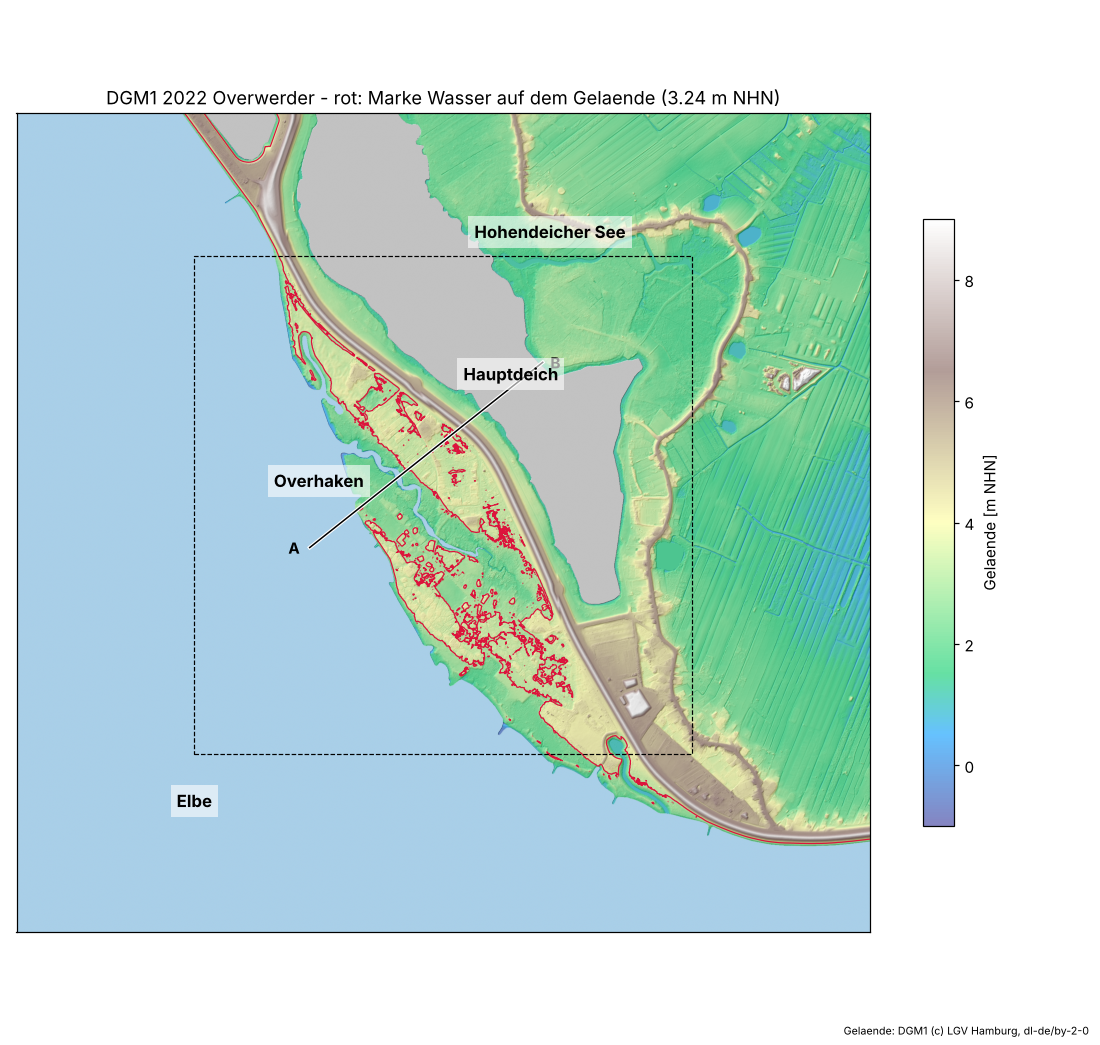 DGM1 2022 Overwerder - rot: Marke Wasser auf dem Gelaende (3.24 m NHN)
Hohendeicher See
B
Hauptdeich
Overhaken
A
Elbe
8
6
4
2
0
Gelaende [m NHN]
Gelaende: DGM1 (c) LGV Hamburg, dl-de/by-2-0